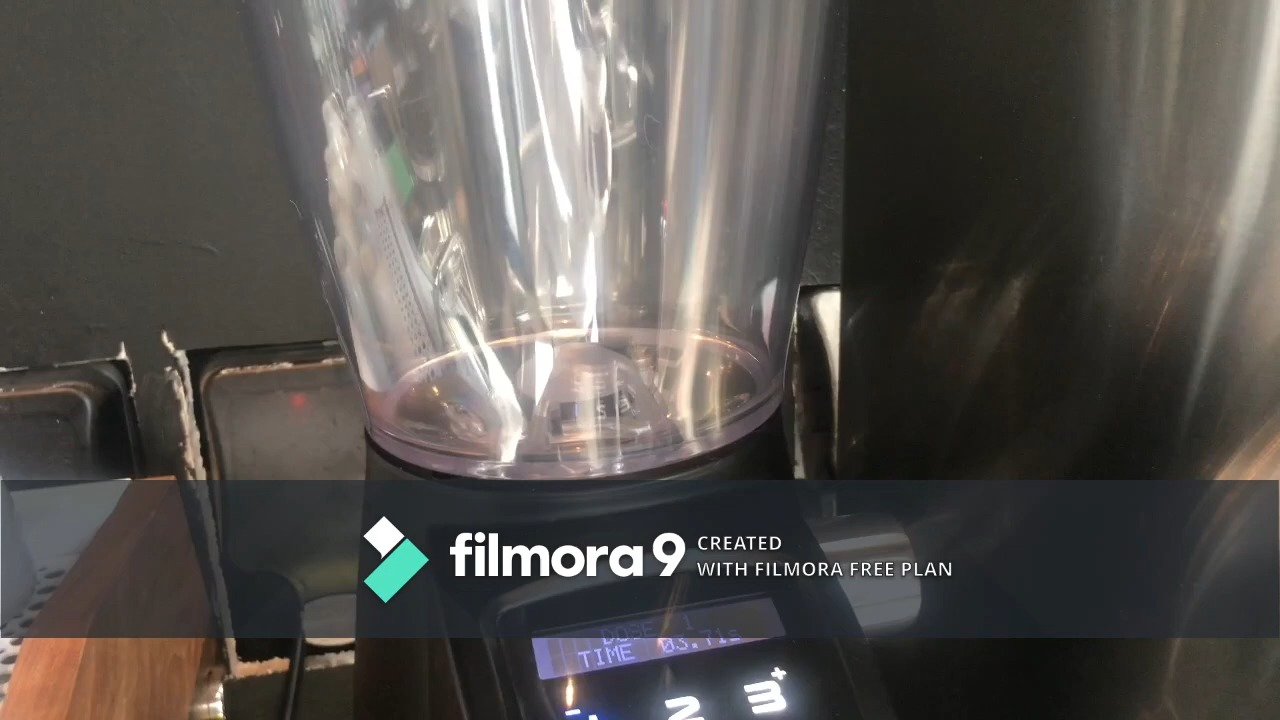 filmora 9
CREATED
WITH FILMORA FREE PLAN
DOSE 1
TIME 03.71s
- 2 3+